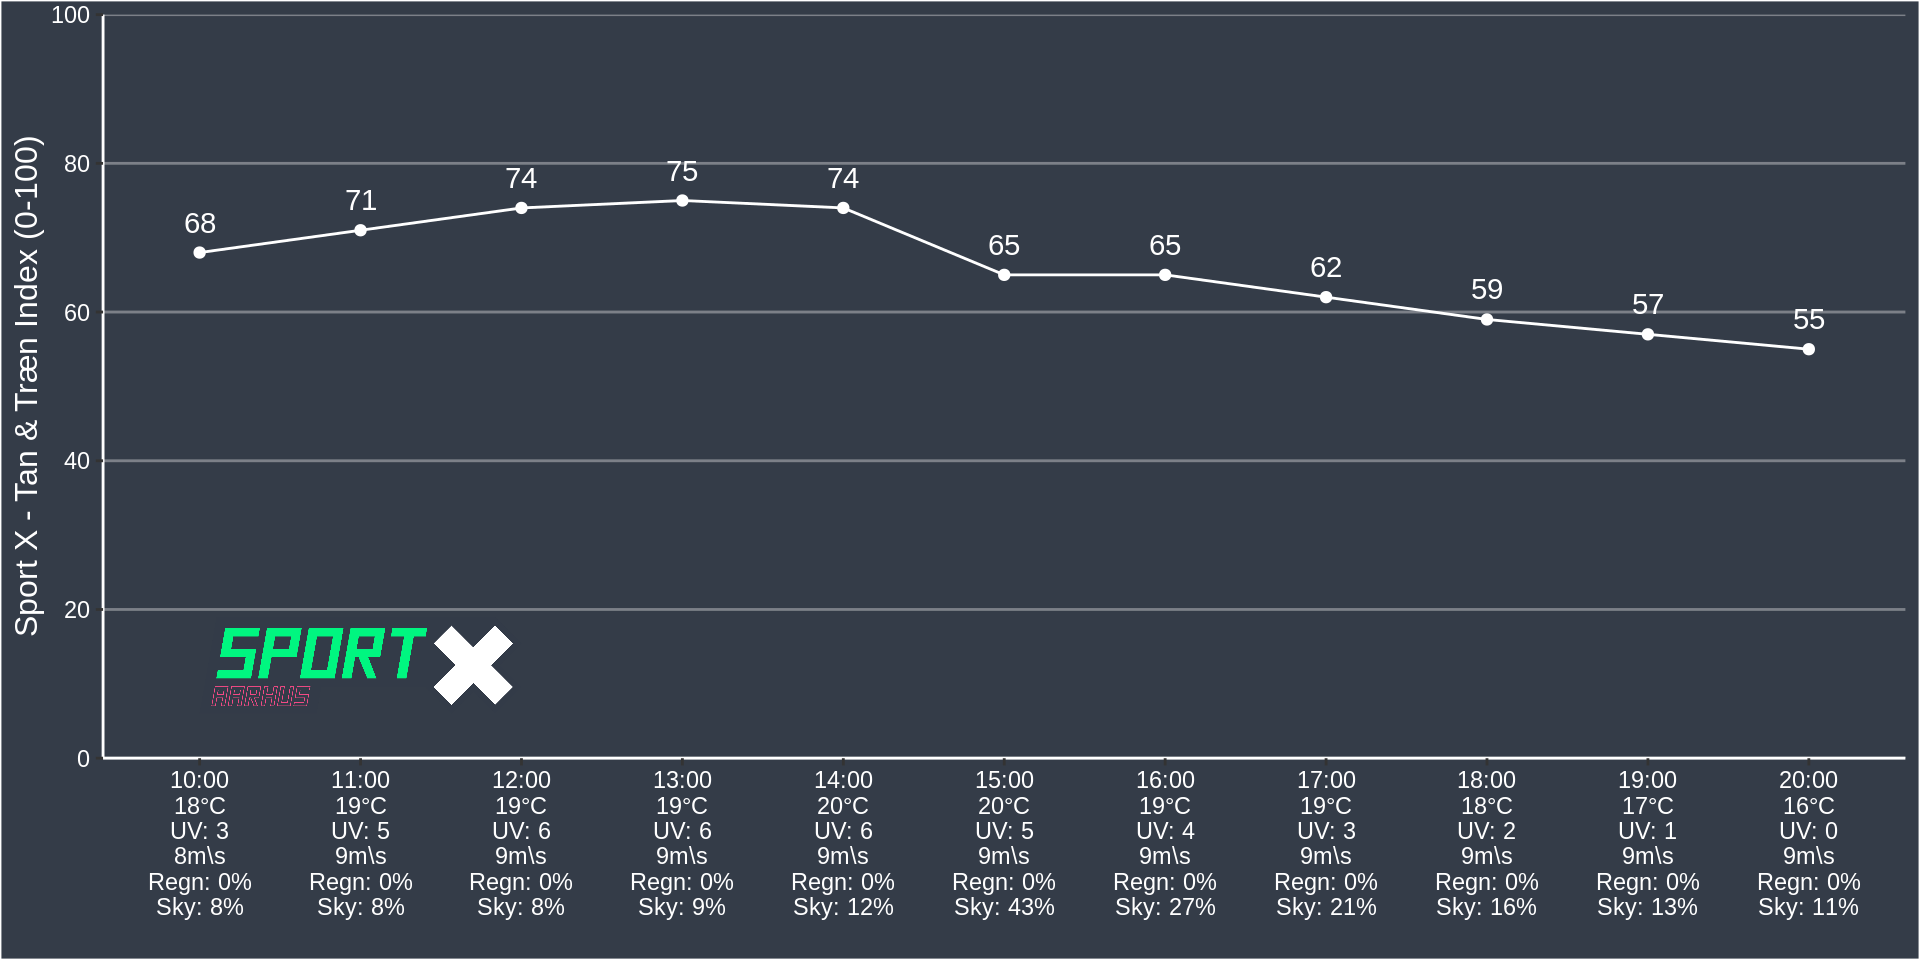 Sport X - Tan & Træn Index (0-100)
100
80
60
40
20
0
68
71
74
75
74
65
65
62
59
57
55
SPORT X
AARHUS
10:00
18°C
UV: 3
8m\s
Regn: 0%
Sky: 8%
11:00
19°C
UV: 5
9m\s
Regn: 0%
Sky: 8%
12:00
19°C
UV: 6
9m\s
Regn: 0%
Sky: 8%
13:00
19°C
UV: 6
9m\s
Regn: 0%
Sky: 9%
14:00
20°C
UV: 6
9m\s
Regn: 0%
Sky: 12%
15:00
20°C
UV: 5
9m\s
Regn: 0%
Sky: 43%
16:00
19°C
UV: 4
9m\s
Regn: 0%
Sky: 27%
17:00
19°C
UV: 3
9m\s
Regn: 0%
Sky: 21%
18:00
18°C
UV: 2
9m\s
Regn: 0%
Sky: 16%
19:00
17°C
UV: 1
9m\s
Regn: 0%
Sky: 13%
20:00
16°C
UV: 0
9m\s
Regn: 0%
Sky: 11%